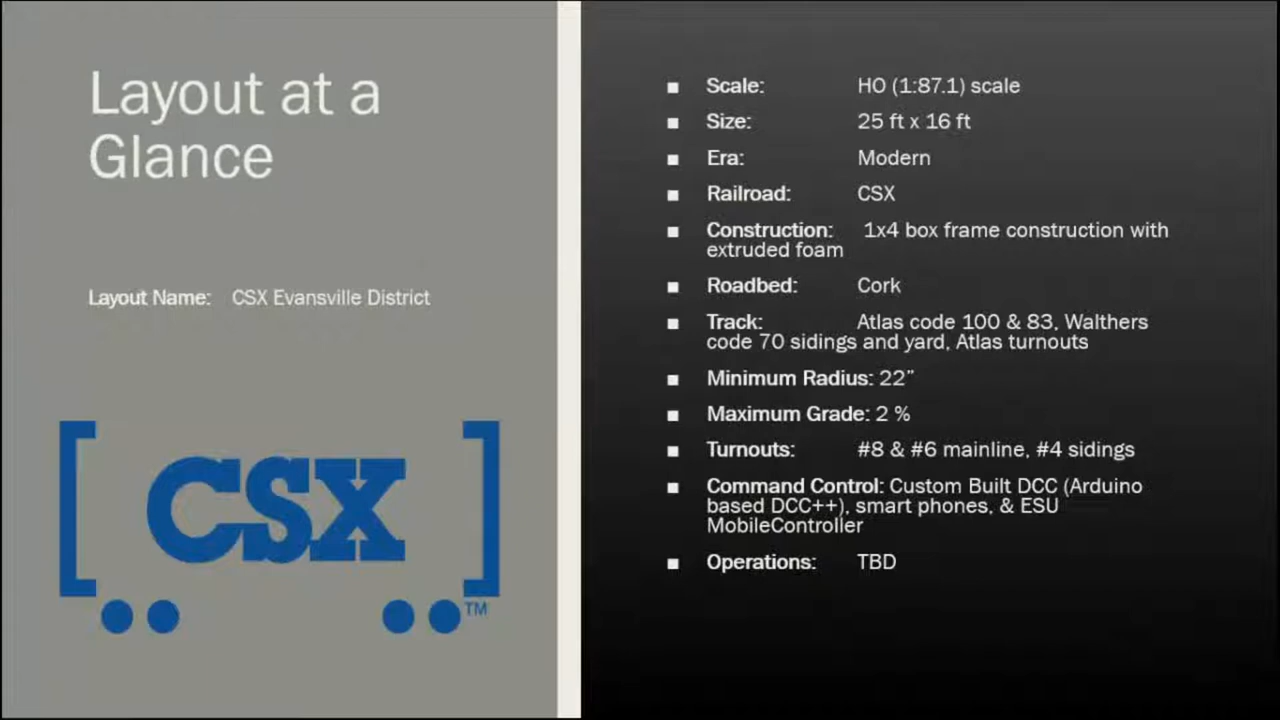 Layout at a
Glance
Layout Name: CSX Evansville District
[CSX]
TM
■ Scale: HO (1:87.1) scale
■ Size: 25 ft x 16 ft
■ Era: Modern
■ Railroad: CSX
■ Construction: 1x4 box frame construction with
extruded foam
■ Roadbed: Cork
■ Track: Atlas code 100 & 83, Walthers
code 70 sidings and yard, Atlas turnouts
■ Minimum Radius: 22”
■ Maximum Grade: 2 %
■ Turnouts: #8 & #6 mainline, #4 sidings
■ Command Control: Custom Built DCC (Arduino
based DCC++), smart phones, & ESU
MobileController
■ Operations: TBD